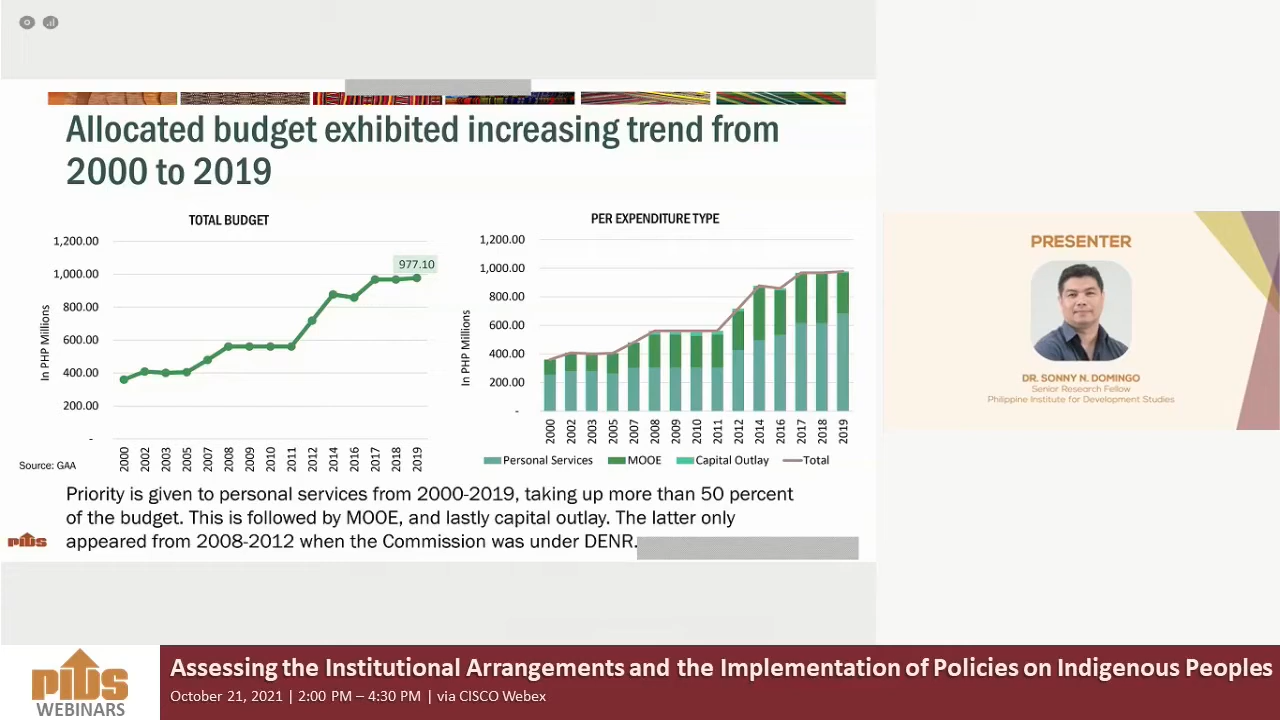 Allocated budget exhibited increasing trend from
2000 to 2019
TOTAL BUDGET
1,200.00
1,000.00
800.00
600.00
400.00
200.00
-
In PHP Millions
977.10
2000 2002 2003 2005 2007 2008 2009 2010 2011 2012 2014 2016 2017 2018 2019
Source: GAA
PER EXPENDITURE TYPE
1,200.00
1,000.00
800.00
600.00
400.00
200.00
-
In PHP Millions
2000 2002 2003 2005 2007 2008 2009 2010 2011 2012 2014 2016 2017 2018 2019
Personal Services MOOE Capital Outlay Total
Priority is given to personal services from 2000-2019, taking up more than 50 percent
of the budget. This is followed by MOOE, and lastly capital outlay. The latter only
appeared from 2008-2012 when the Commission was under DENR.
pids
PRESENTER
DR. SONNY N. DOMINGO
Senior Research Fellow
Philippine Institute for Development Studies
pids
WEBINARS
Assessing the Institutional Arrangements and the Implementation of Policies on Indigenous Peoples
October 21, 2021 | 2:00 PM – 4:30 PM | via CISCO Webex